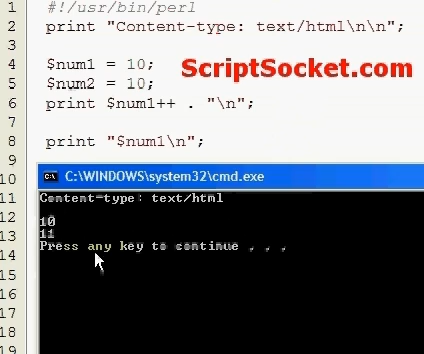 1 #!/usr/bin/perl
2 print "Content-type: text/html\n\n";
3
4 $num1 = 10;
ScriptSocket.com
5 $num2 = 10;
6 print $num1++ . "\n";
7
8 print "$num1\n";
9
10 C:\WINDOWS\system32\cmd.exe
11 Content-type: text/html
12
10
13
11
14 Press any key to continue . . .
15
16
17
18
19